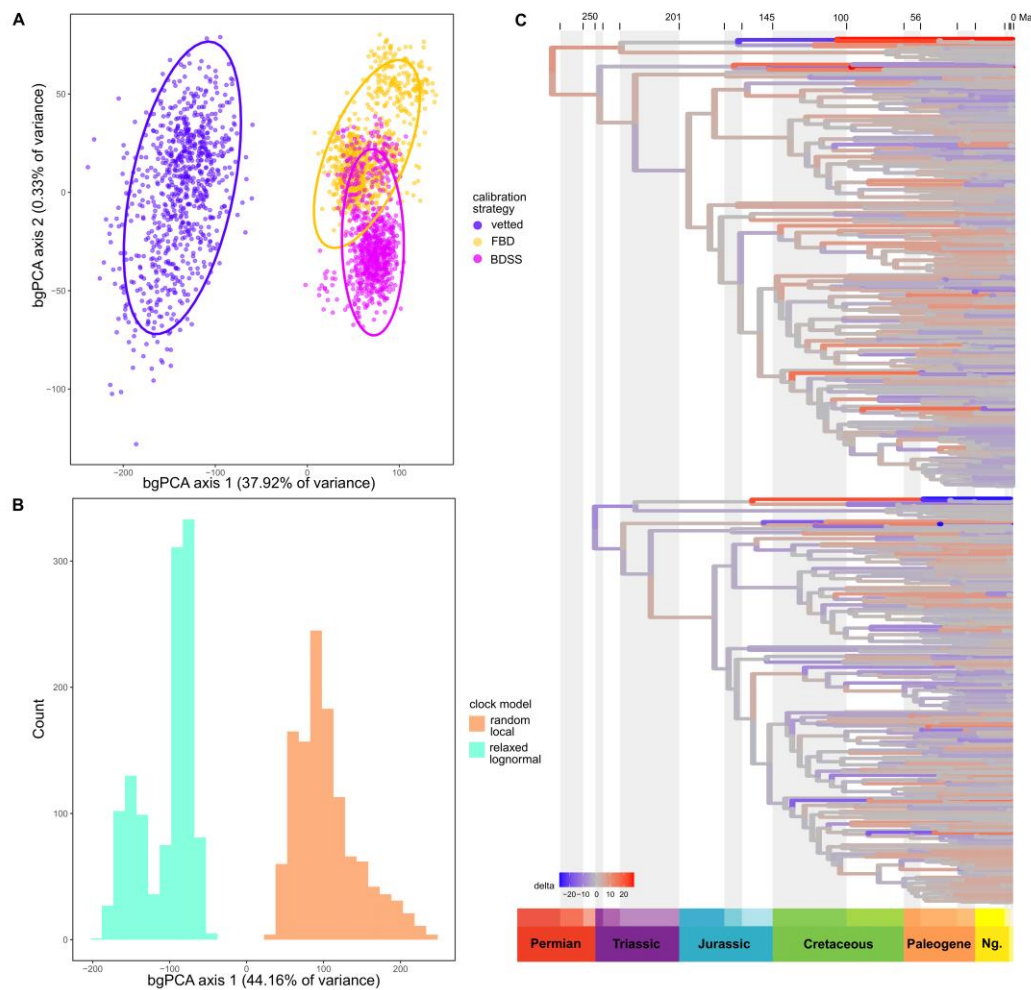 A
50
0
−50
−100
bgPCA axis 2 (0.33% of variance)
−200
−100
0
100
bgPCA axis 1 (37.92% of variance)
calibration
strategy
vetted
FBD
BDSS
B
300
200
100
0
Count
−200
−100
0
100
200
bgPCA axis 1 (44.16% of variance)
clock model
random
local
relaxed
lognormal
C
250
201
145
100
56
0 Ma
delta
−20
−10
0
10
20
Permian
Triassic
Jurassic
Cretaceous
Paleogene
Ng.